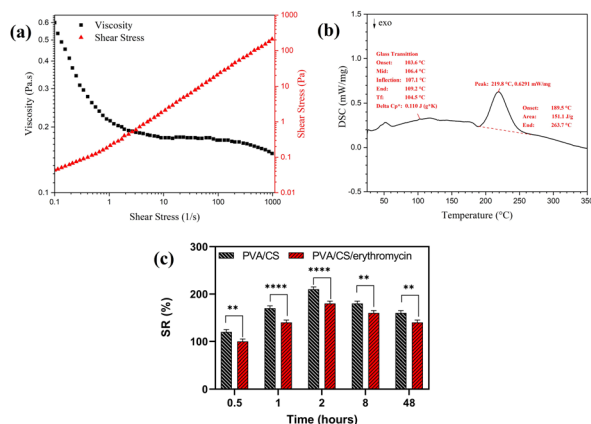 (a)
Viscosity
Shear Stress
Viscosity (Pa.s)
0.6
0.5
0.4
0.3
0.2
0.1
Shear Stress (Pa)
1000
100
10
1
0.1
0.01
0.1
1
10
100
1000
Shear Stress (1/s)
(b)
exo
DSC (mW/mg)
1.5
1.0
0.5
0.0
-0.5
Glass Transition
Onset: 103.6 °C
Mid: 106.4 °C
Inflection: 107.1 °C
End: 109.2 °C
Tf: 104.5 °C
Delta Cp*: 0.110 J (g*K)
Peak: 219.8 °C, 0.6291 mW/mg
Onset: 189.5 °C
Area: 151.1 J/g
End: 263.7 °C
50
100
150
200
250
300
350
Temperature (°C)
(c)
PVA/CS
PVA/CS/erythromycin
SR (%)
300
200
100
0
**
****
****
**
**
0.5
1
2
8
48
Time (hours)